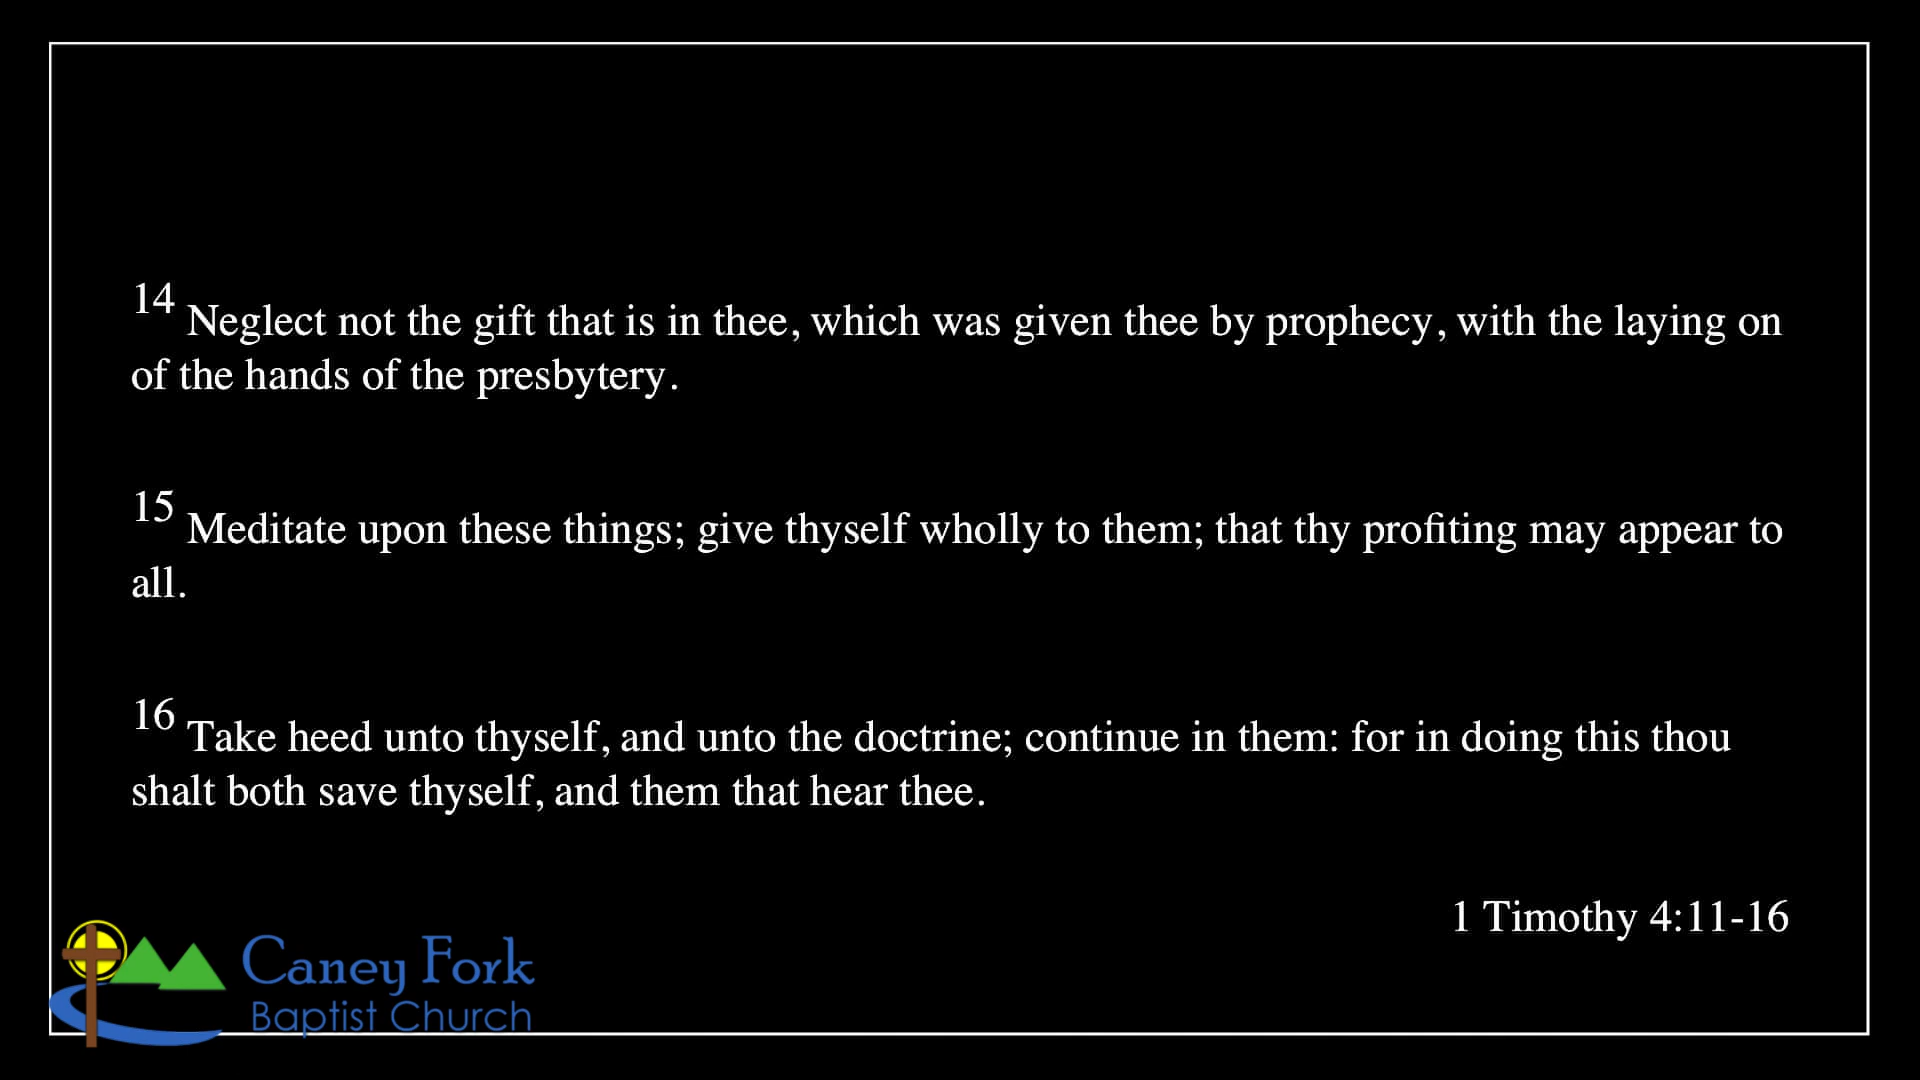 14 Neglect not the gift that is in thee, which was given thee by prophecy, with the laying on
of the hands of the presbytery.
15 Meditate upon these things; give thyself wholly to them; that thy profiting may appear to
all.
16 Take heed unto thyself, and unto the doctrine; continue in them: for in doing this thou
shalt both save thyself, and them that hear thee.
1 Timothy 4:11-16
Caney Fork
Baptist Church